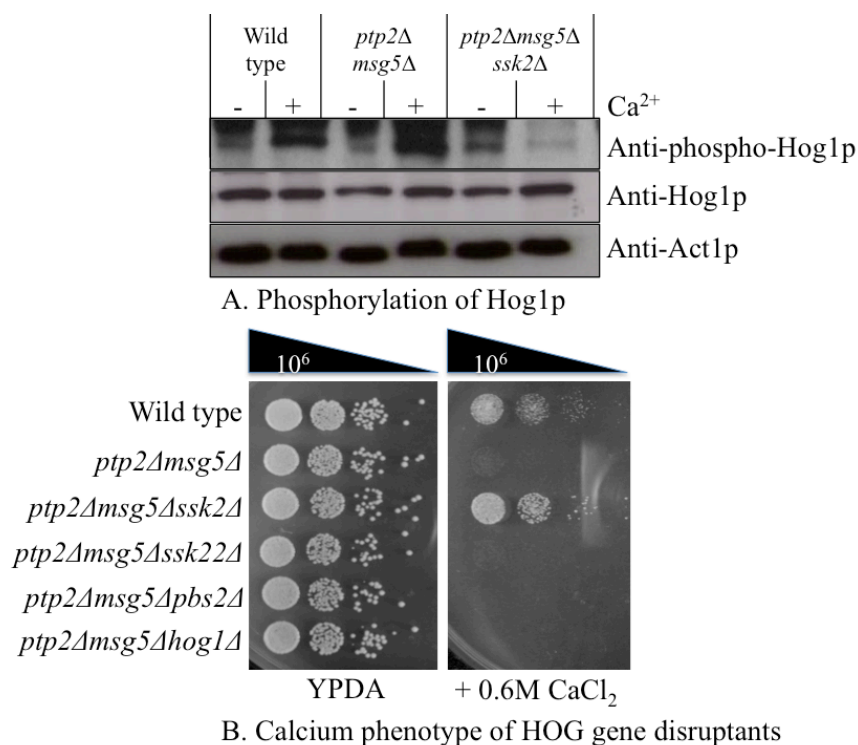 Wild type
ptp2Δ msg5Δ
ptp2Δmsg5Δ ssk2Δ
- + - + - + Ca²⁺
Anti-phospho-Hog1p
Anti-Hog1p
Anti-Act1p
A. Phosphorylation of Hog1p
10⁶ 10⁶
Wild type
ptp2Δmsg5Δ
ptp2Δmsg5Δssk2Δ
ptp2Δmsg5Δssk22Δ
ptp2Δmsg5Δpbs2Δ
ptp2Δmsg5Δhog1Δ
YPDA + 0.6M CaCl₂
B. Calcium phenotype of HOG gene disruptants